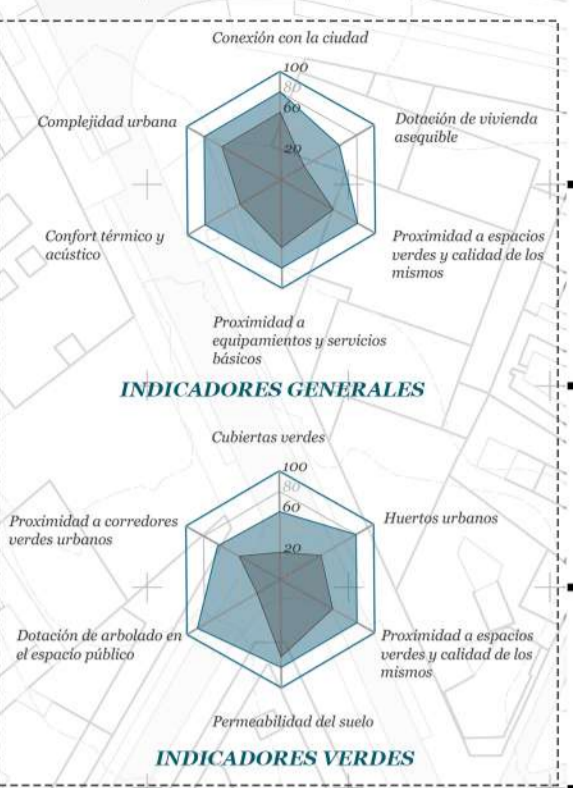 Conexión con la ciudad
100
80
60
20
Complejidad urbana
Dotación de vivienda
asequible
Confort térmico y
acústico
Proximidad a espacios
verdes y calidad de los
mismos
Proximidad a
equipamientos y servicios
básicos
INDICADORES GENERALES
Cubiertas verdes
100
80
60
20
Proximidad a corredores
verdes urbanos
Huertos urbanos
Dotación de arbolado en
el espacio público
Proximidad a espacios
verdes y calidad de los
mismos
Permeabilidad del suelo
INDICADORES VERDES